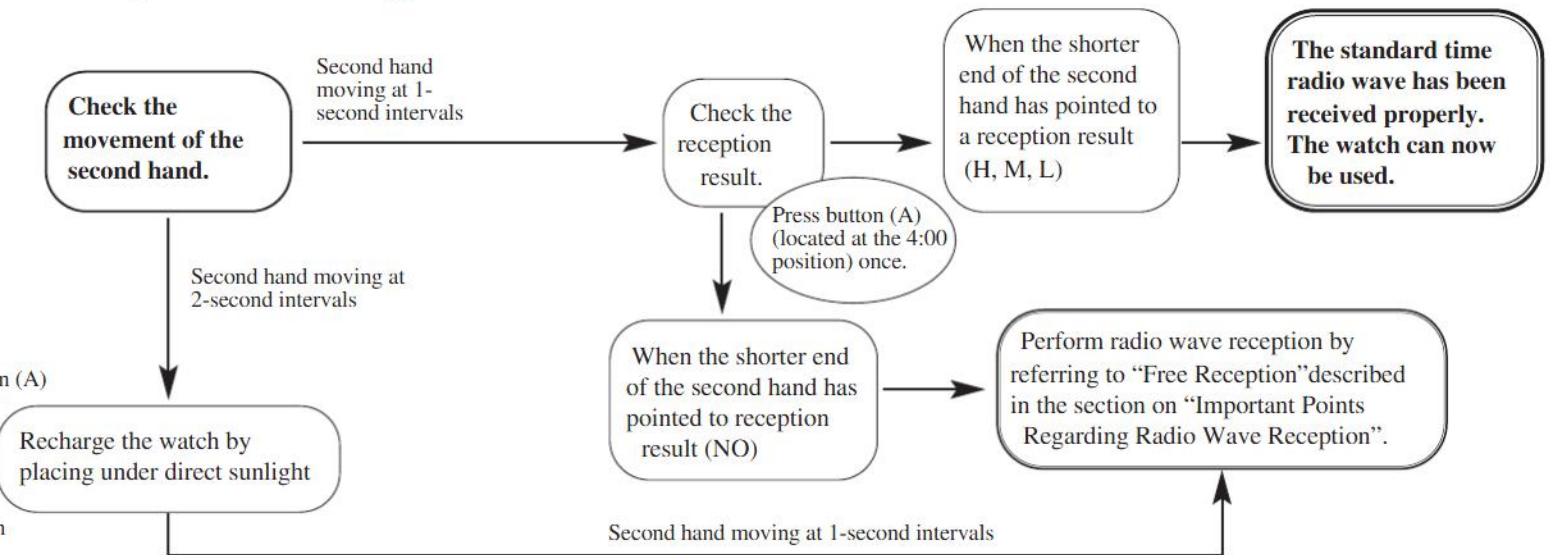 Check the
movement of the
second hand.
Second hand
moving at 1-
second intervals
Check the
reception
result.
When the shorter
end of the second
hand has pointed to
a reception result
(H, M, L)
The standard time
radio wave has been
received properly.
The watch can now
be used.
Press button (A)
(located at the 4:00
position) once.
Second hand moving at
2-second intervals
When the shorter end
of the second hand has
pointed to reception
result (NO)
Perform radio wave reception by
referring to “Free Reception”described
in the section on “Important Points
Regarding Radio Wave Reception”.
(A)
Recharge the watch by
placing under direct sunlight
Second hand moving at 1-second intervals